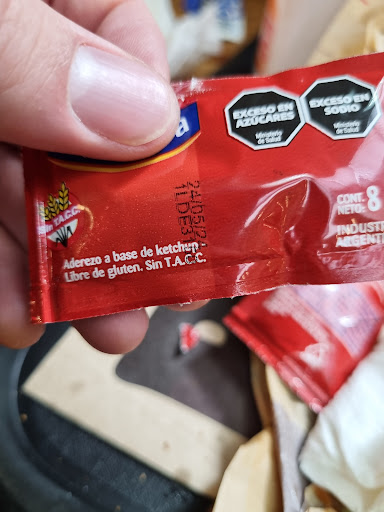 a
EXCESO EN
AZÚCARES
Ministerio
de Salud
EXCESO EN
SODIO
Ministerio
de Salud
Sin T.A.C.C.
CONT.
NETO: 8
INDUST
ARGENT
Aderezo a base de ketchup.
Libre de gluten. Sin T.A.C.C.